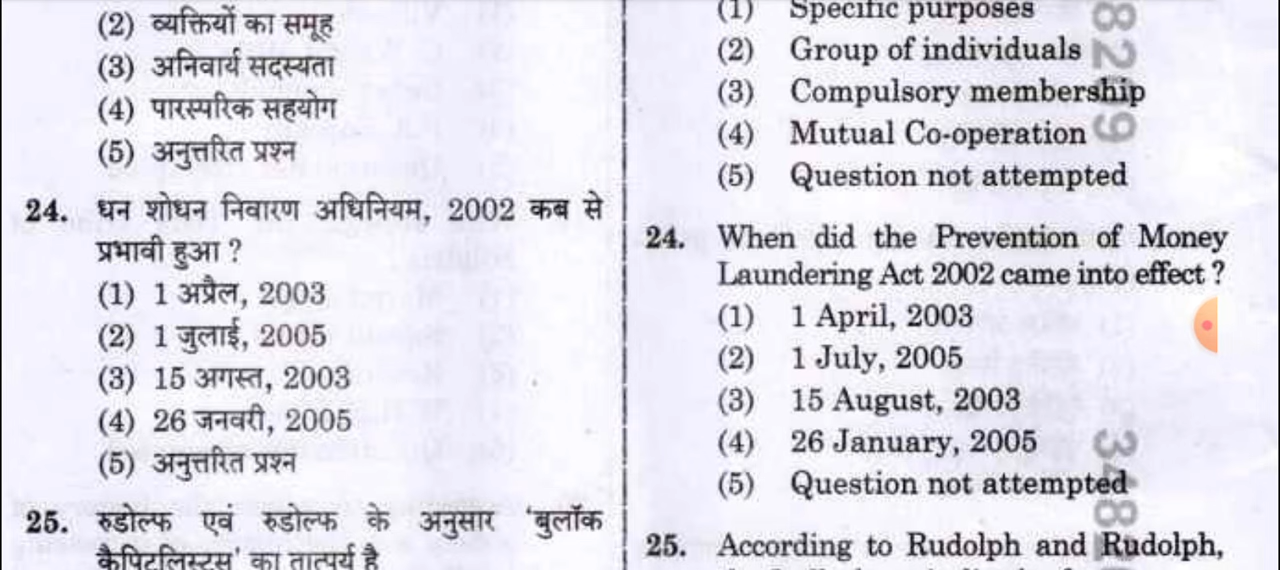 (2) व्यक्तियों का समूह
(3) अनिवार्य सदस्यता
(4) पारस्परिक सहयोग
(5) अनुत्तरित प्रश्न
24. धन शोधन निवारण अधिनियम, 2002 कब से
प्रभावी हुआ ?
(1) 1 अप्रैल, 2003
(2) 1 जुलाई, 2005
(3) 15 अगस्त, 2003
(4) 26 जनवरी, 2005
(5) अनुत्तरित प्रश्न
25. रुडोल्फ एवं रुडोल्फ के अनुसार 'बुलॉक
कैपिटलिस्ट्स' का तात्पर्य है
(1) Specific purposes
(2) Group of individuals
(3) Compulsory membership
(4) Mutual Co-operation
(5) Question not attempted
24. When did the Prevention of Money
Laundering Act 2002 came into effect ?
(1) 1 April, 2003
(2) 1 July, 2005
(3) 15 August, 2003
(4) 26 January, 2005
(5) Question not attempted
25. According to Rudolph and Rudolph,